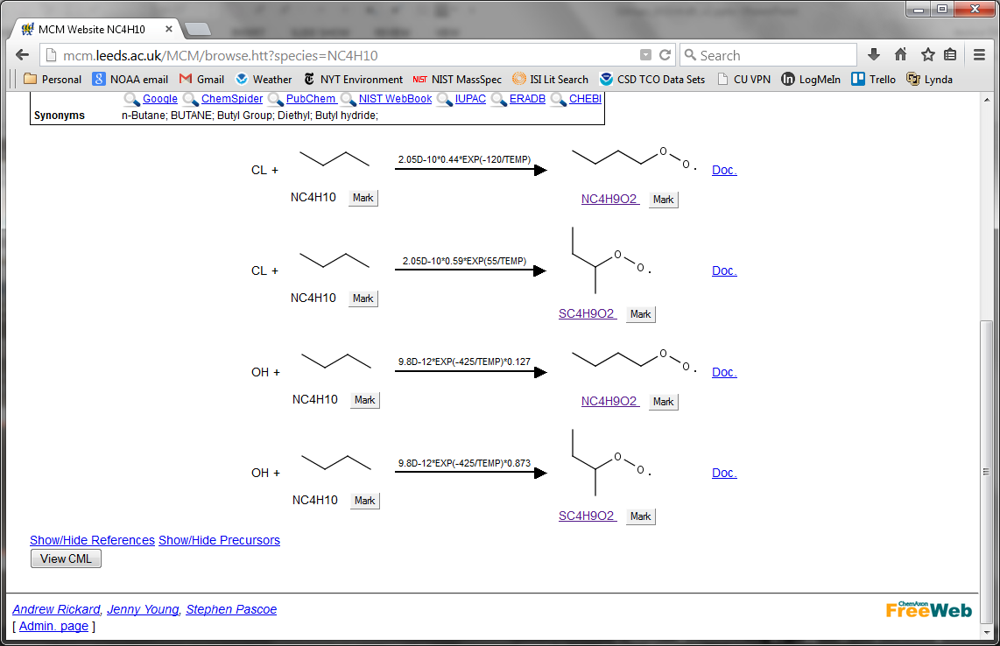 MCM Website NC4H10
mcm.leeds.ac.uk/MCM/browse.htt?species=NC4H10
Search
Personal NOAA email Gmail Weather NYT Environment NIST NIST MassSpec ISI Lit Search CSD TCO Data Sets CU VPN LogMeIn Trello Lynda
Google ChemSpider PubChem NIST WebBook IUPAC ERADB CHEBI
Synonyms n-Butane; BUTANE; Butyl Group; Diethyl; Butyl hydride;
2.05D-10*0.44*EXP(-120/TEMP) O
CL + O . Doc.
NC4H10 Mark NC4H9O2 Mark
2.05D-10*0.59*EXP(55/TEMP) O
CL + O . Doc.
NC4H10 Mark
SC4H9O2 Mark
9.8D-12*EXP(-425/TEMP)*0.127 O
OH + O . Doc.
NC4H10 Mark NC4H9O2 Mark
9.8D-12*EXP(-425/TEMP)*0.873 O
OH + O . Doc.
NC4H10 Mark
SC4H9O2 Mark
Show/Hide References Show/Hide Precursors
View CML
Andrew Rickard, Jenny Young, Stephen Pascoe
ChemAxon
FreeWeb
[ Admin. page ]